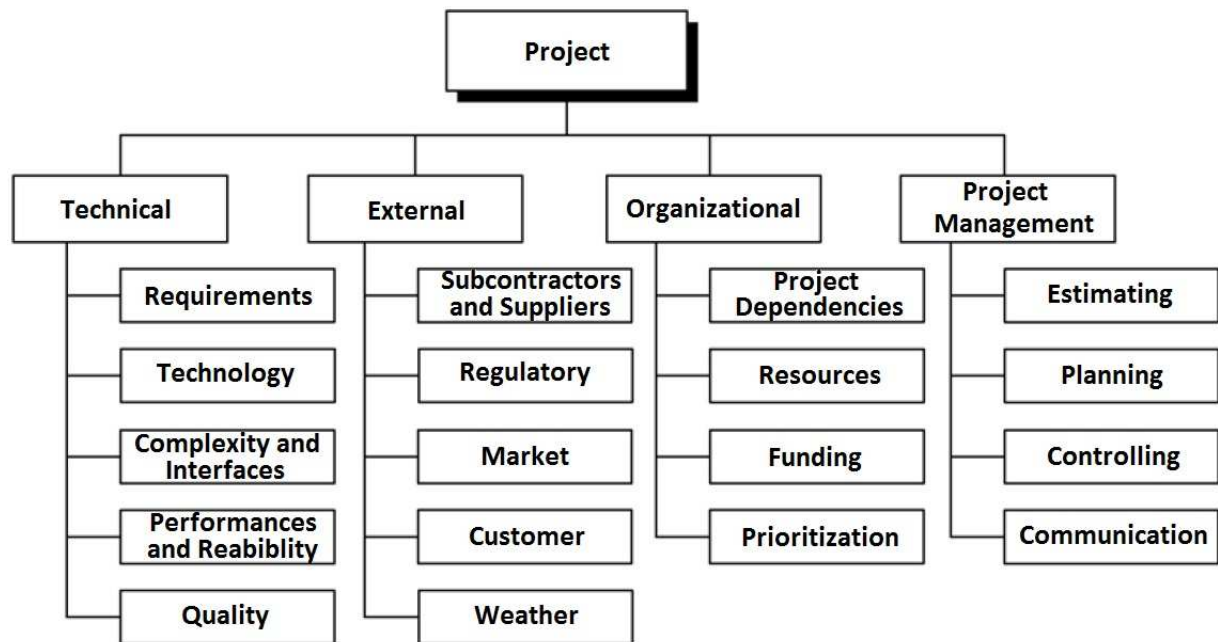 Project
Technical
External
Organizational
Project
Management
Requirements
Technology
Complexity and
Interfaces
Performances
and Reabiblity
Quality
Subcontractors
and Suppliers
Regulatory
Market
Customer
Weather
Project
Dependencies
Resources
Funding
Prioritization
Estimating
Planning
Controlling
Communication